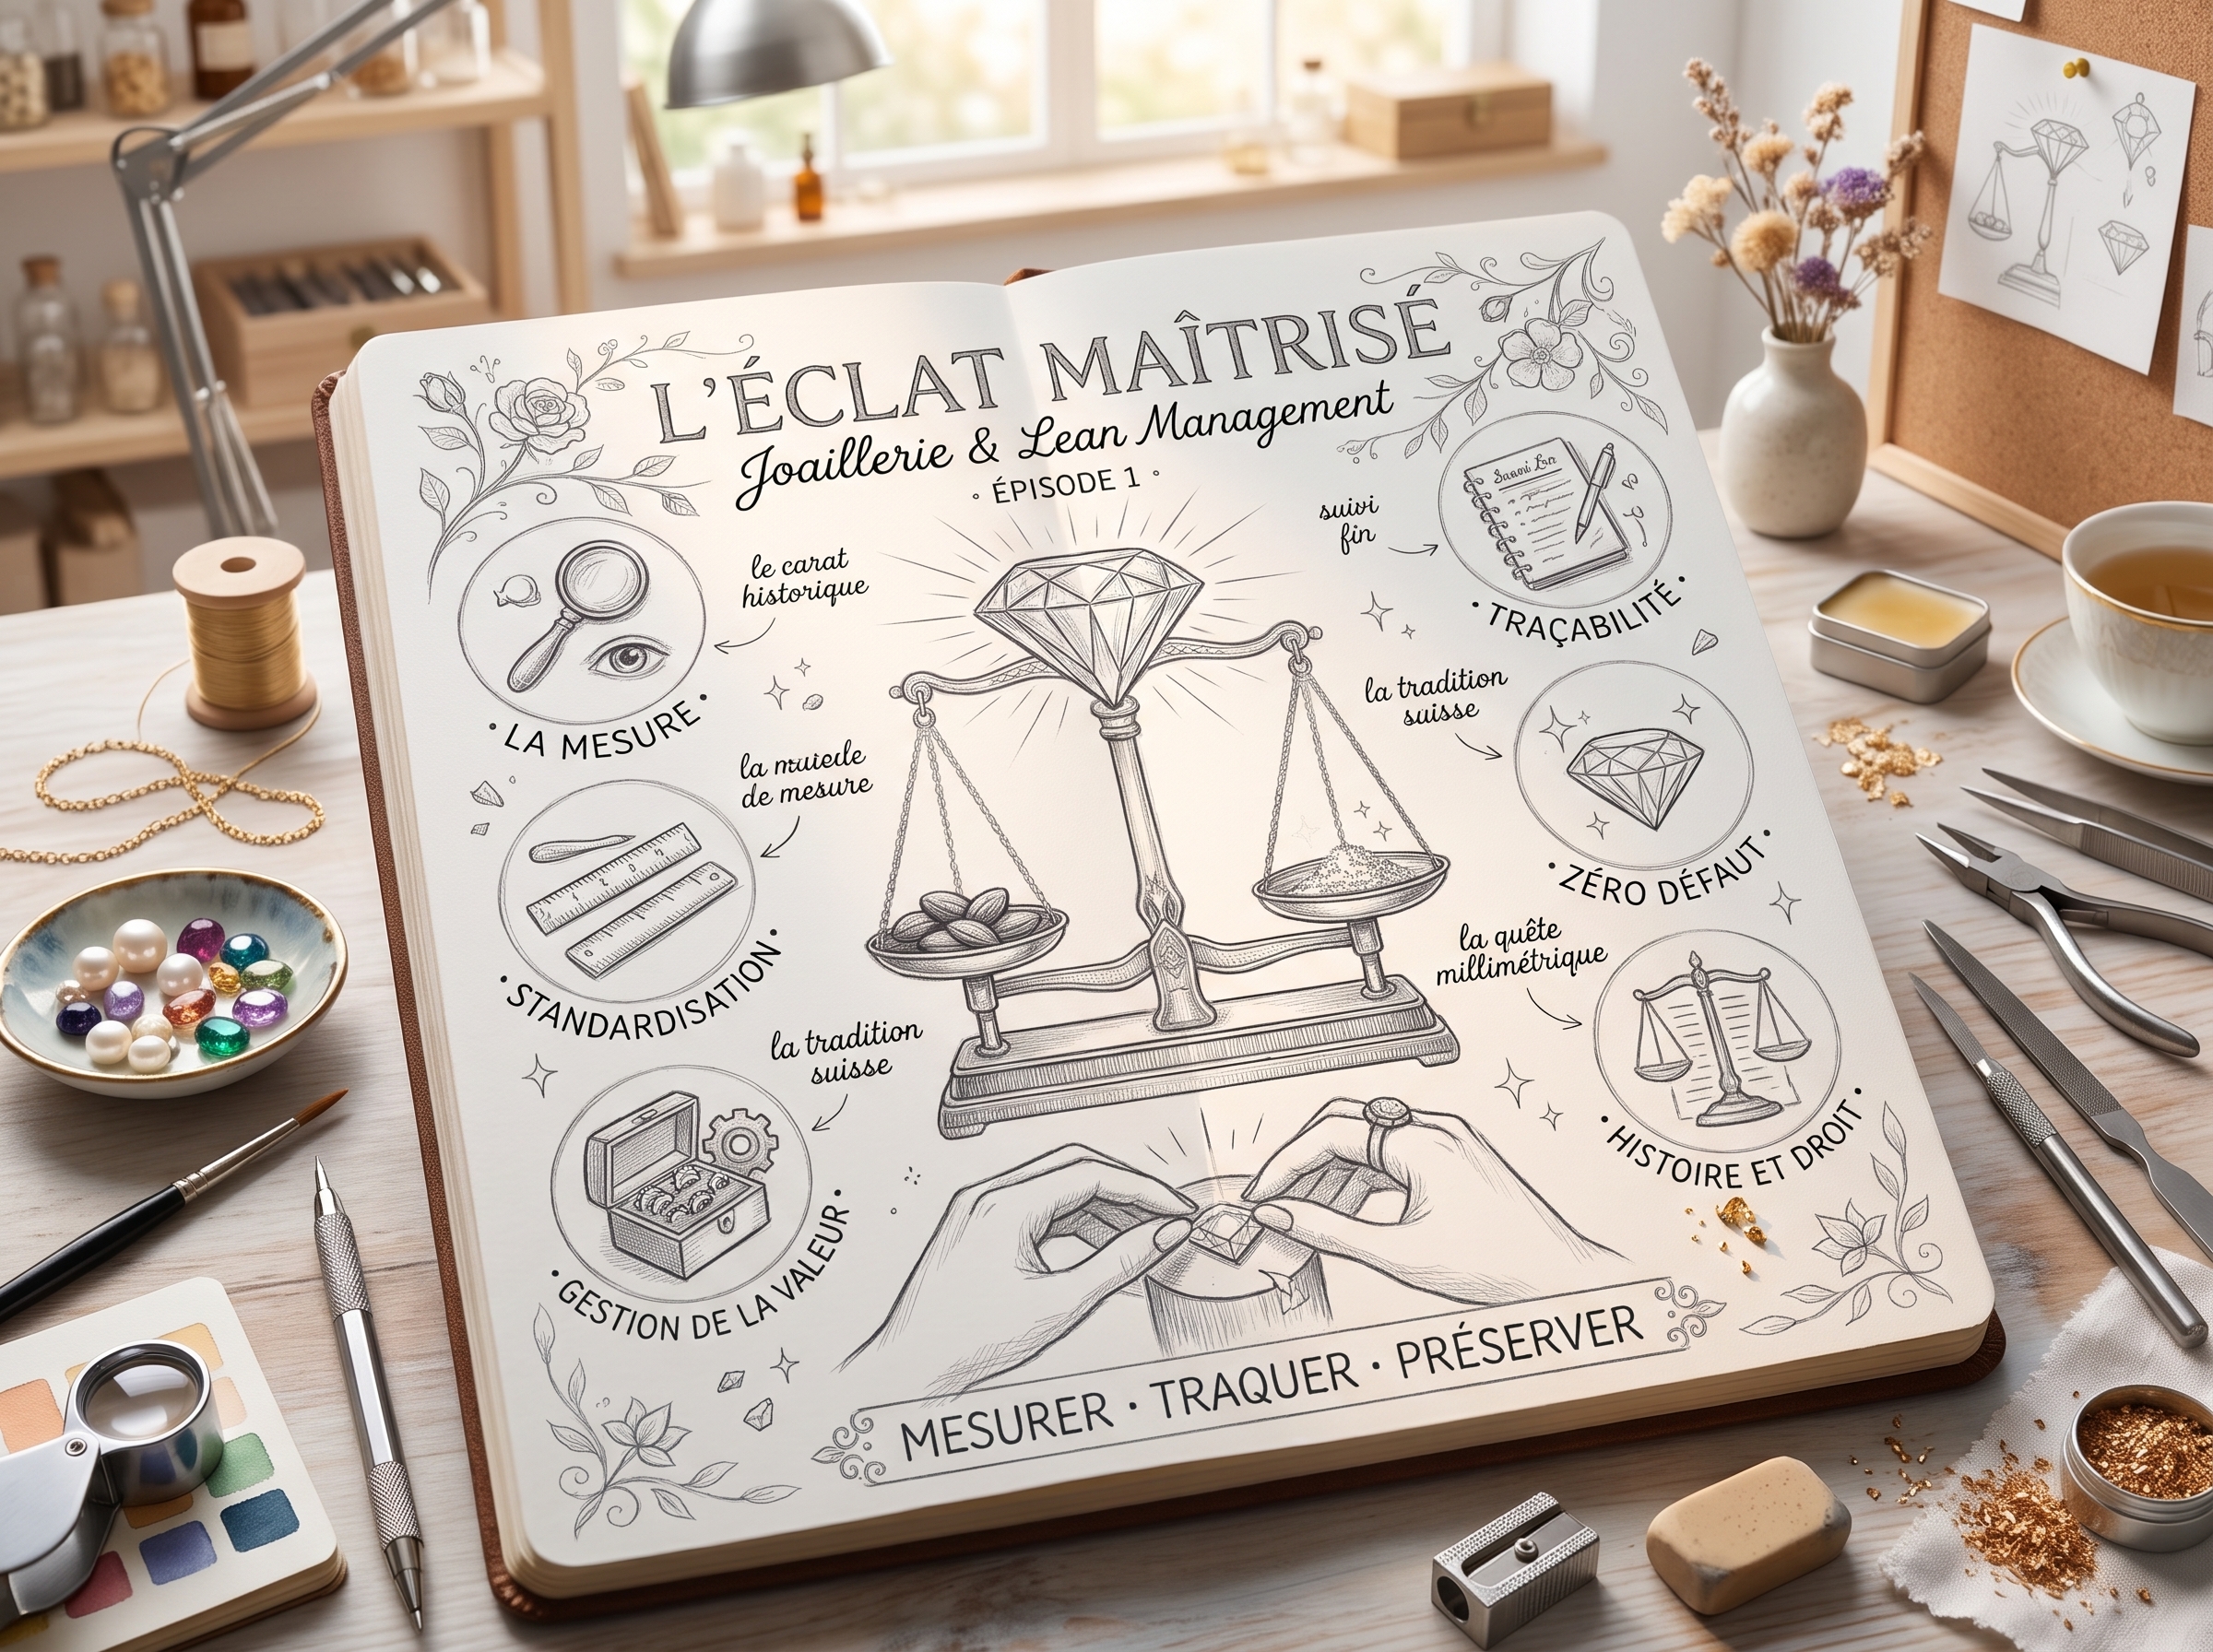 L'ÉCLAT MAÎTRISÉ
Joaillerie & Lean Management
◦ ÉPISODE 1 ◦
le carat
historique
• LA MESURE •
la muiede
de mesure
• STANDARDISATION •
la tradition
suisse
• GESTION DE LA VALEUR •
suivi
fin
• TRAÇABILITÉ •
la tradition
suisse
• ZÉRO DÉFAUT •
la quête
millimétrique
• HISTOIRE ET DROIT •
MESURER • TRAQUER • PRÉSERVER